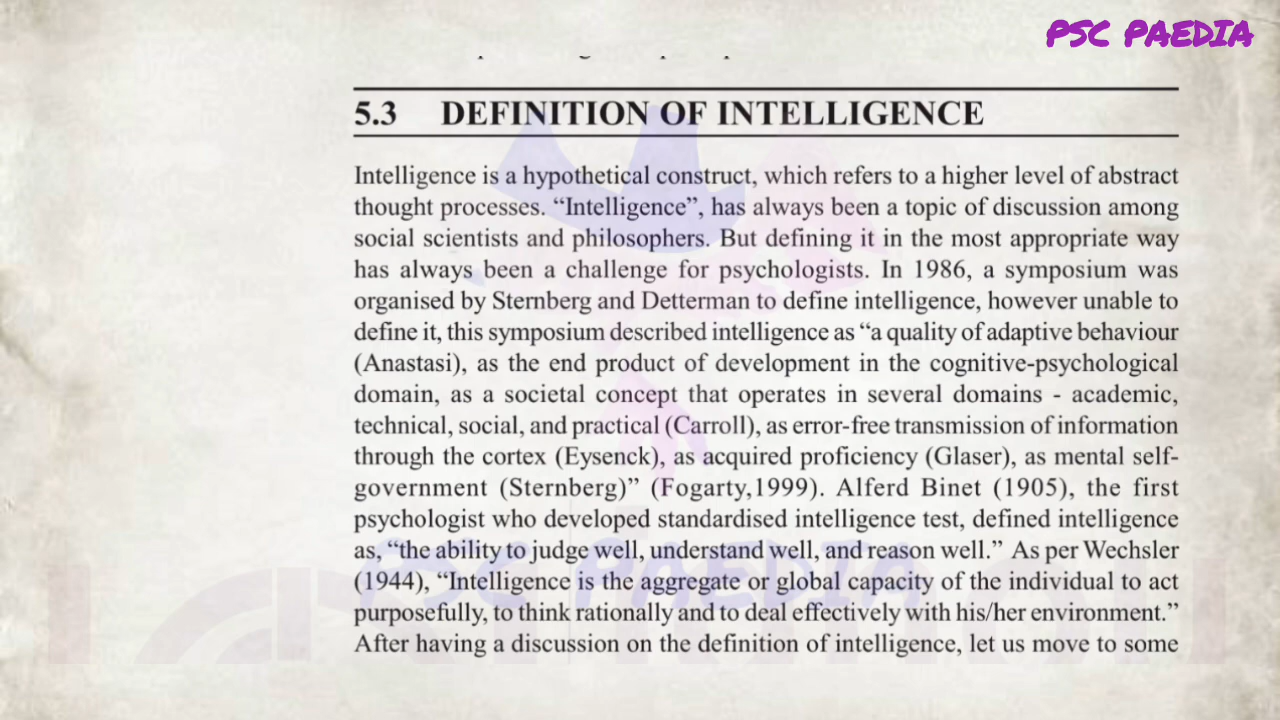 PSC PAEDIA
5.3 DEFINITION OF INTELLIGENCE
Intelligence is a hypothetical construct, which refers to a higher level of abstract
thought processes. “Intelligence”, has always been a topic of discussion among
social scientists and philosophers. But defining it in the most appropriate way
has always been a challenge for psychologists. In 1986, a symposium was
organised by Sternberg and Detterman to define intelligence, however unable to
define it, this symposium described intelligence as “a quality of adaptive behaviour
(Anastasi), as the end product of development in the cognitive-psychological
domain, as a societal concept that operates in several domains - academic,
technical, social, and practical (Carroll), as error-free transmission of information
through the cortex (Eysenck), as acquired proficiency (Glaser), as mental self-
government (Sternberg)” (Fogarty,1999). Alferd Binet (1905), the first
psychologist who developed standardised intelligence test, defined intelligence
as, “the ability to judge well, understand well, and reason well.” As per Wechsler
(1944), “Intelligence is the aggregate or global capacity of the individual to act
purposefully, to think rationally and to deal effectively with his/her environment.”
After having a discussion on the definition of intelligence, let us move to some
PSC PAEDIA